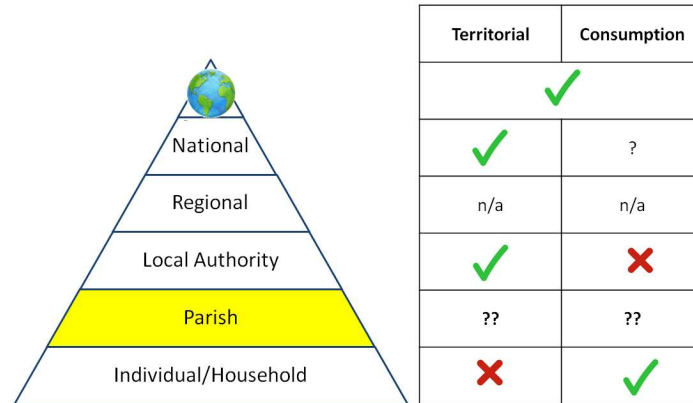 Territorial Consumption
National ?
Regional n/a n/a
Local Authority
Parish ?? ??
Individual/Household